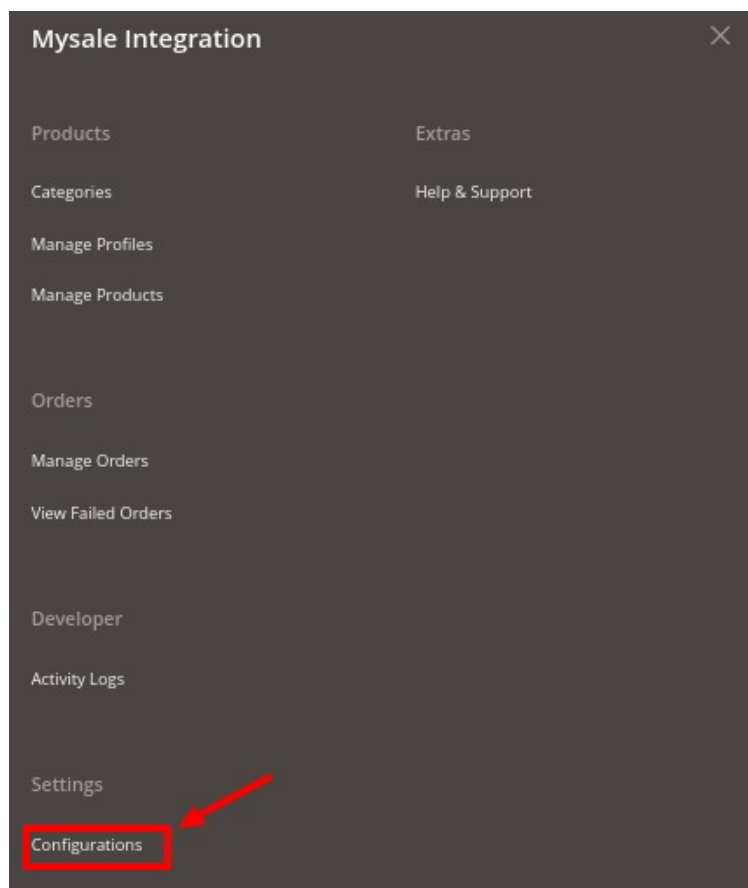 Mysale Integration
Products
Categories
Manage Profiles
Manage Products
Orders
Manage Orders
View Failed Orders
Developer
Activity Logs
Settings
Configurations
Extras
Help & Support